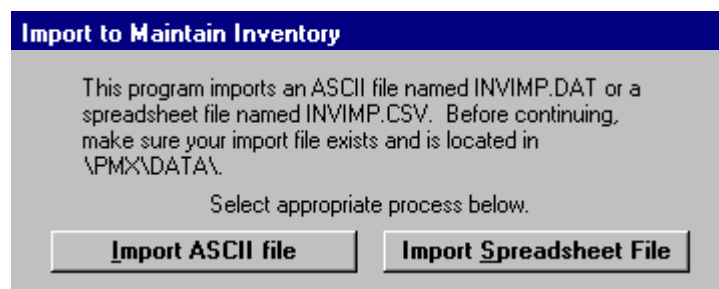 Import to Maintain Inventory
This program imports an ASCII file named INVIMP.DAT or a
spreadsheet file named INVIMP.CSV.  Before continuing,
make sure your import file exists and is located in
\PMX\DATA\.
Select appropriate process below.
Import ASCII file
Import Spreadsheet File